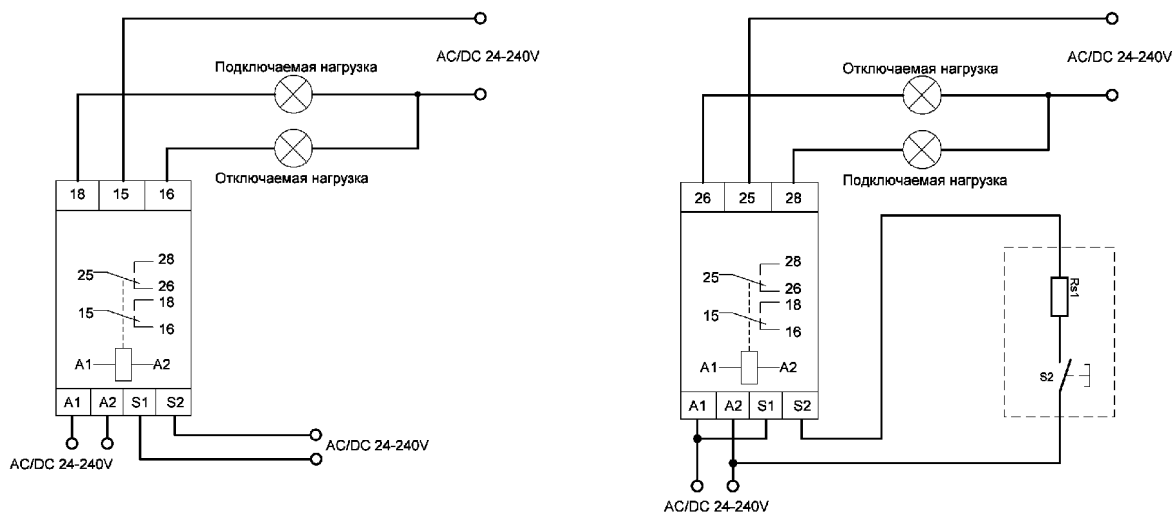 AC/DC 24-240V
Подключаемая нагрузка
Отключаемая нагрузка
18 15 16
28
25
26
18
15
16
A1 A2
A1 A2 S1 S2
AC/DC 24-240V
AC/DC 24-240V
AC/DC 24-240V
Отключаемая нагрузка
Подключаемая нагрузка
26 25 28
28
25
26
18
15
16
A1 A2
A1 A2 S1 S2
Rs1
S2
AC/DC 24-240V